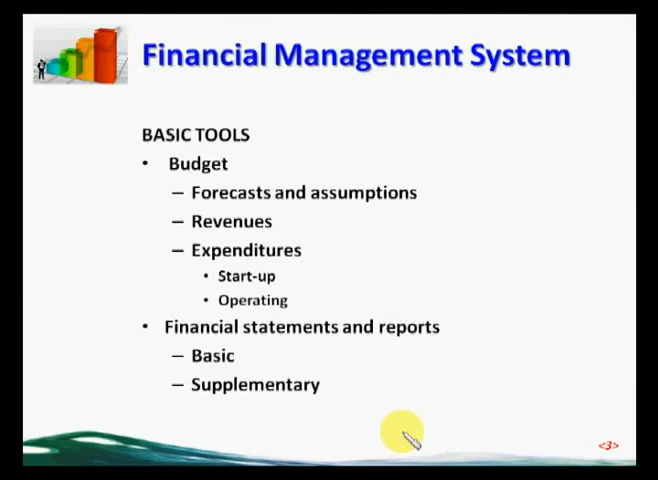 Financial Management System
BASIC TOOLS
• Budget
– Forecasts and assumptions
– Revenues
– Expenditures
• Start-up
• Operating
• Financial statements and reports
– Basic
– Supplementary
<3>